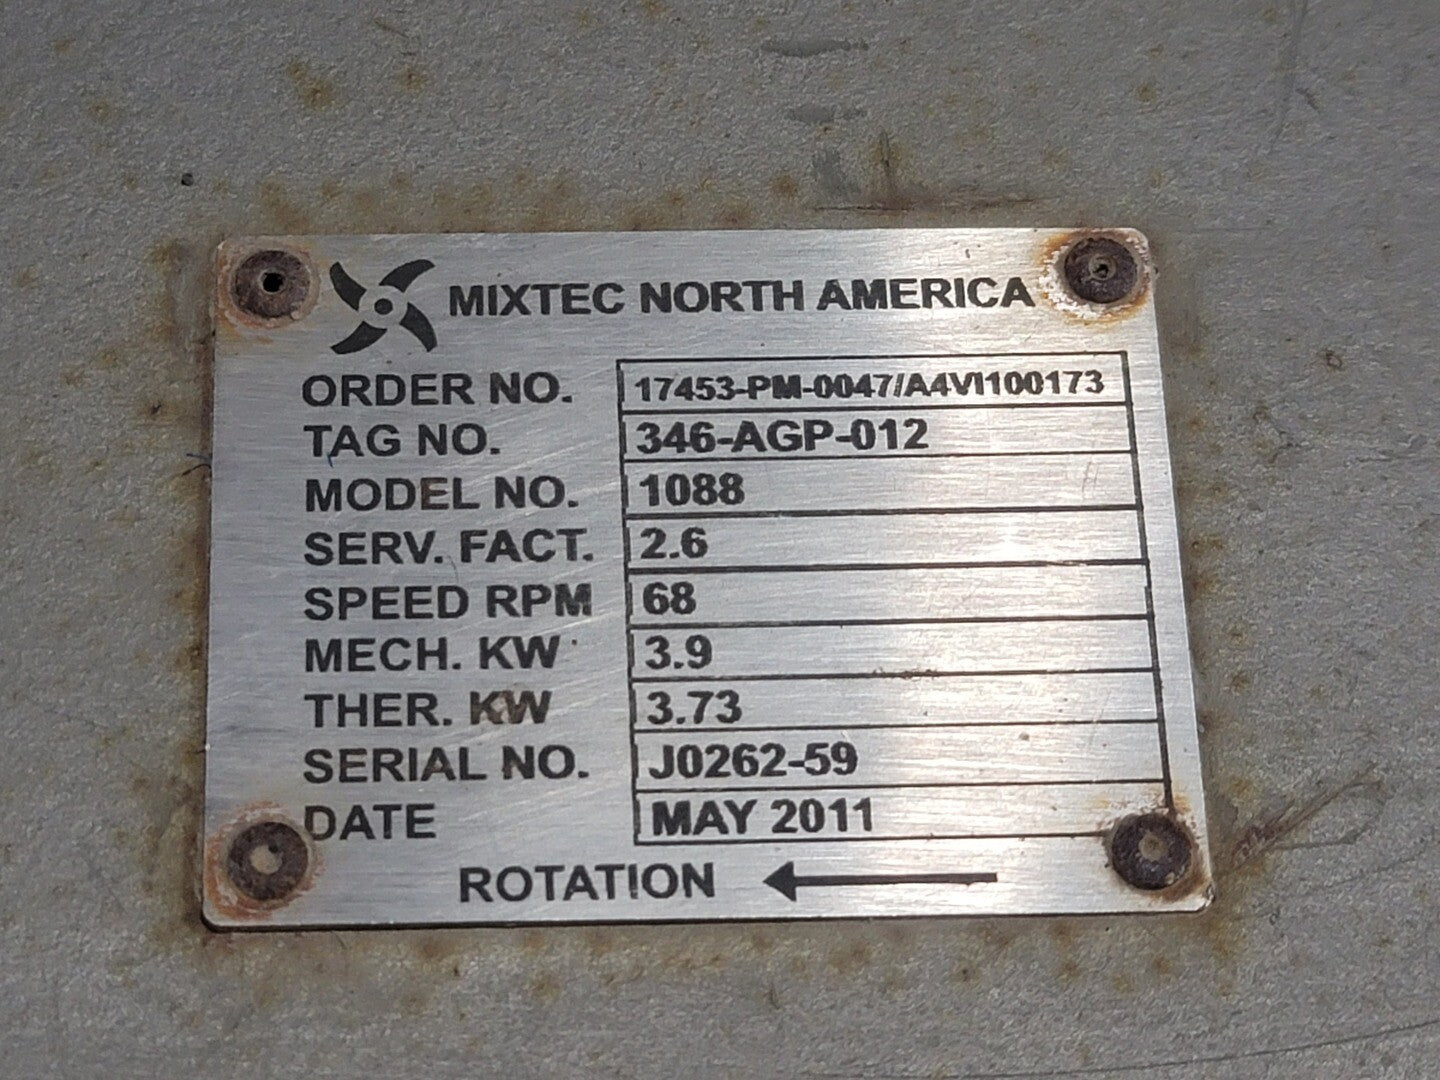 MIXTEC NORTH AMERICA
ORDER NO. 17453-PM-0047/A4VI100173
TAG NO. 346-AGP-012
MODEL NO. 1088
SERV. FACT. 2.6
SPEED RPM 68
MECH. KW 3.9
THER. KW 3.73
SERIAL NO. J0262-59
DATE MAY 2011
ROTATION